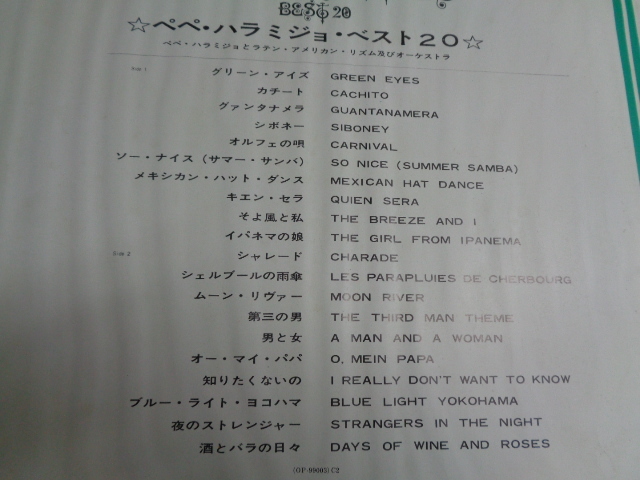 BEST 20
☆ペペ・ハラミジョ・ベスト20☆
ペペ・ハラミジョとラテン・アメリカン・リズム及びオーケストラ
Side 1
グリーン・アイズ GREEN EYES
カチート CACHITO
グァンタナメラ GUANTANAMERA
シボネー SIBONEY
オルフェの唄 CARNIVAL
ソー・ナイス(サマー・サンバ) SO NICE (SUMMER SAMBA)
メキシカン・ハット・ダンス MEXICAN HAT DANCE
キエン・セラ QUIEN SERA
そよ風と私 THE BREEZE AND I
イパネマの娘 THE GIRL FROM IPANEMA
Side 2 シャレード CHARADE
シェルブールの雨傘 LES PARAPLUIES DE CHERBOURG
ムーン・リヴァー MOON RIVER
第三の男 THE THIRD MAN THEME
男と女 A MAN AND A WOMAN
オー・マイ・パパ O, MEIN PAPA
知りたくないの I REALLY DON'T WANT TO KNOW
ブルー・ライト・ヨコハマ BLUE LIGHT YOKOHAMA
夜のストレンジャー STRANGERS IN THE NIGHT
酒とバラの日々 DAYS OF WINE AND ROSES
(OP-99005) C2